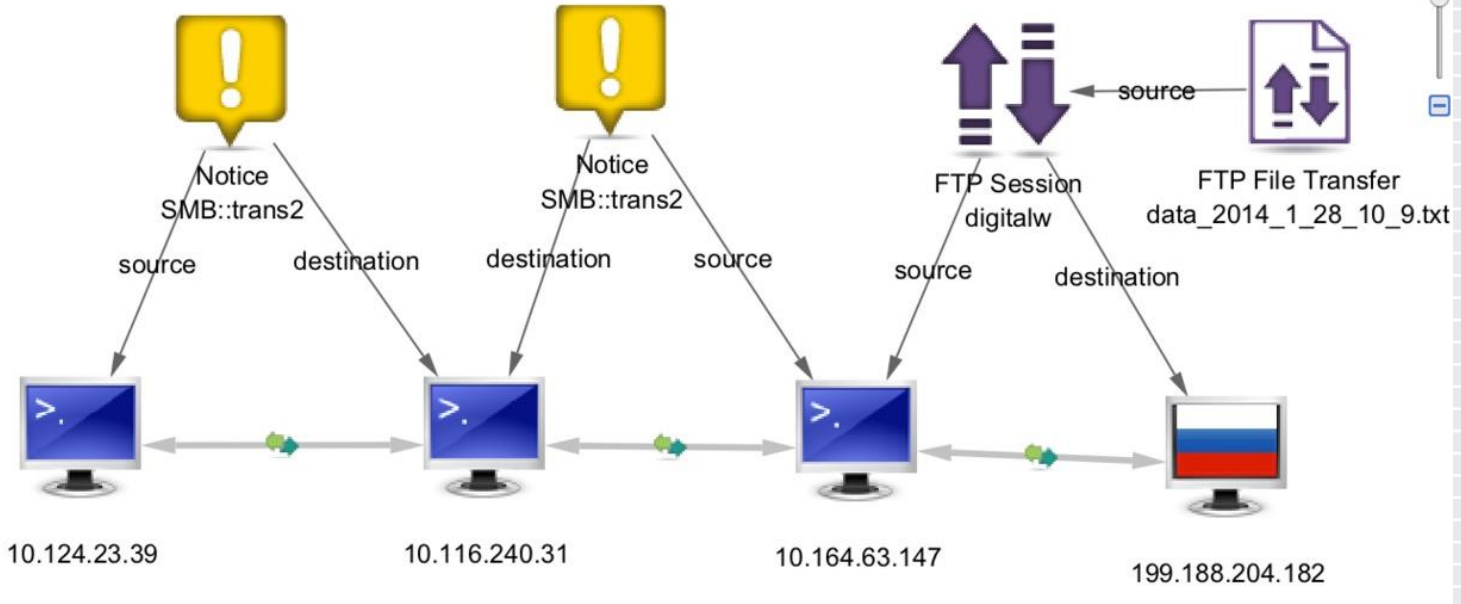 Notice
SMB::trans2
Notice
SMB::trans2
FTP Session
digitalw
source
FTP File Transfer
data_2014_1_28_10_9.txt
source
destination
destination
source
source
destination
>.
>.
>.
10.124.23.39
10.116.240.31
10.164.63.147
199.188.204.182